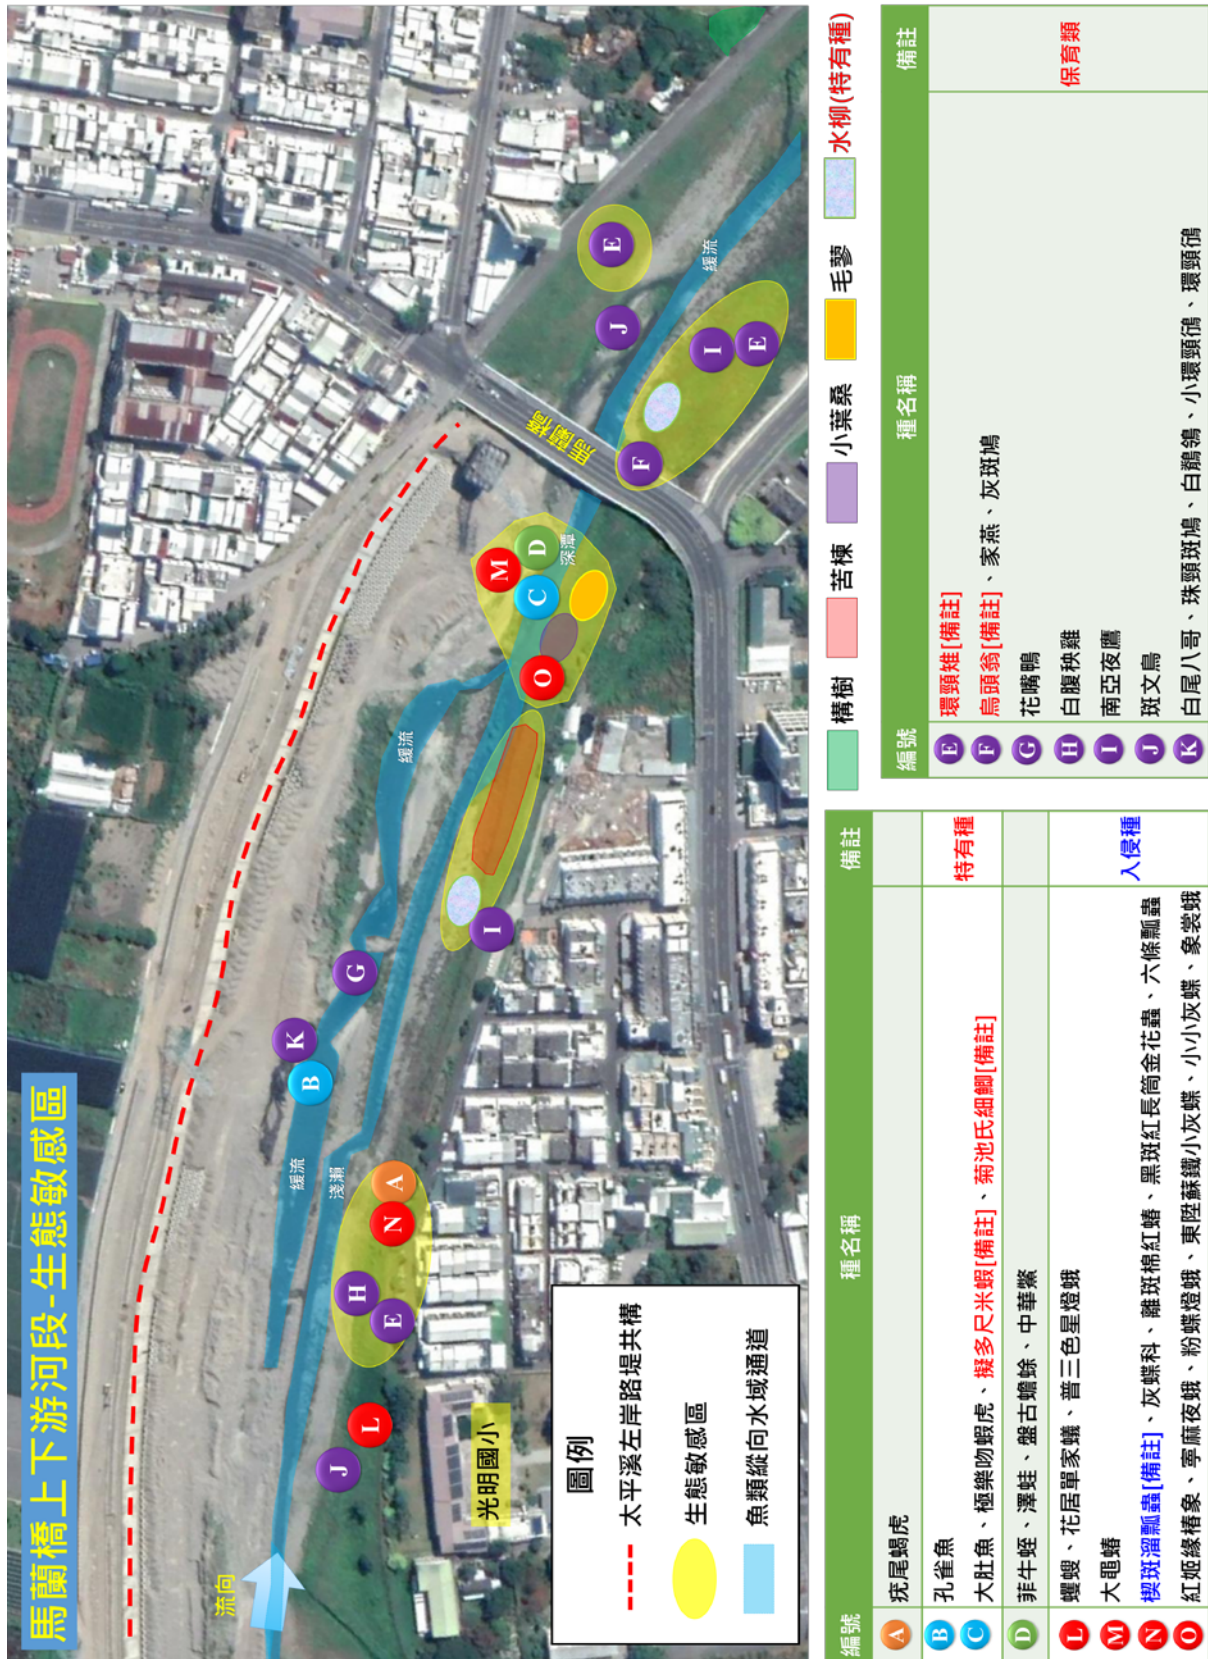 馬蘭橋上下游河段-生態敏感區
流向
緩流
淺瀨
緩流
深潭
緩流
馬蘭橋
光明國小
J
L
H
E
N
A
B
K
G
I
O
C
M
D
F
I
E
J
E
圖例
太平溪左岸路堤共構
生態敏感區
魚類縱向水域通道
構樹
苦楝
小葉桑
毛蓼
水柳(特有種)
編號 種名稱 備註
A 疣尾蝎虎
B 孔雀魚
C 大肚魚、極樂吻蝦虎、擬多尺米蝦[備註]、菊池氏細鯽[備註] 特有種
D 菲牛蛭、澤蛙、盤古蟾蜍、中華鱉
L 蠼螋、花居單家蟻、普三色星燈蛾
M 大黽蝽
N 楔斑溜瓢蟲[備註]、灰蝶科、離斑棉紅蝽、黑斑紅長筒金花蟲、六條瓢蟲 入侵種
O 紅姬緣椿象、苧麻夜蛾、粉蝶燈蛾、東陞蘇鐵小灰蝶、小小灰蝶、象裳蛾
編號 種名稱 備註
E 環頸雉[備註] 保育類
F 烏頭翁[備註]、家燕、灰斑鳩
G 花嘴鴨
H 白腹秧雞
I 南亞夜鷹
J 斑文鳥
K 白尾八哥、珠頸斑鳩、白鶺鴒、小環頸鴴、環頸鴴